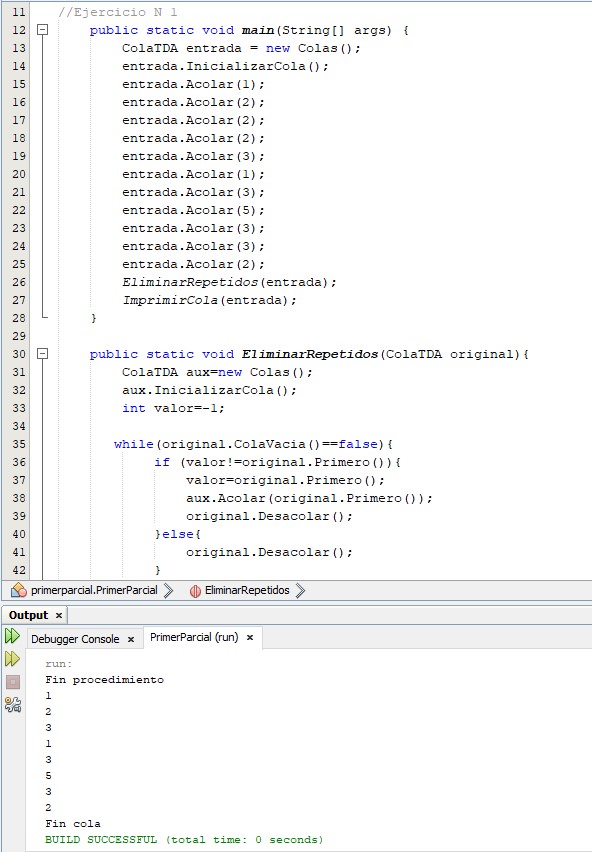 11 //Ejercicio N 1
12 public static void main(String[] args) {
13 ColaTDA entrada = new Colas();
14 entrada.InicializarCola();
15 entrada.Acolar(1);
16 entrada.Acolar(2);
17 entrada.Acolar(2);
18 entrada.Acolar(2);
19 entrada.Acolar(3);
20 entrada.Acolar(1);
21 entrada.Acolar(3);
22 entrada.Acolar(5);
23 entrada.Acolar(3);
24 entrada.Acolar(3);
25 entrada.Acolar(2);
26 EliminarRepetidos(entrada);
27 ImprimirCola(entrada);
28 }
29
30 public static void EliminarRepetidos(ColaTDA original){
31 ColaTDA aux=new Colas();
32 aux.InicializarCola();
33 int valor=-1;
34
35 while(original.ColaVacia()==false){
36 if (valor!=original.Primero()){
37 valor=original.Primero();
38 aux.Acolar(original.Primero());
39 original.Desacolar();
40 }else{
41 original.Desacolar();
42 }
primerparcial.PrimerParcial EliminarRepetidos
Output x
Debugger Console x PrimerParcial (run) x
run:
Fin procedimiento
1
2
3
1
3
5
3
2
Fin cola
BUILD SUCCESSFUL (total time: 0 seconds)